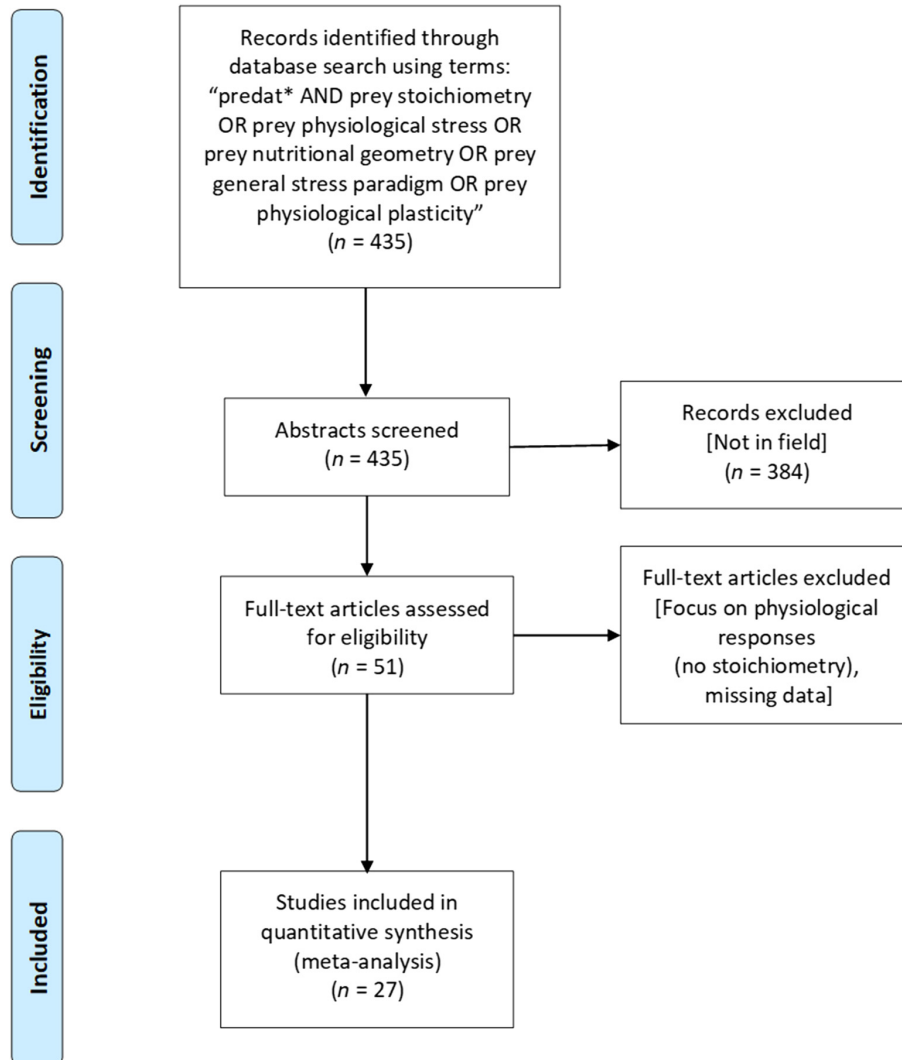 Identification
Records identified through
database search using terms:
“predat* AND prey stoichiometry
OR prey physiological stress OR
prey nutritional geometry OR prey
general stress paradigm OR prey
physiological plasticity”
(n = 435)
Screening
Abstracts screened
(n = 435)
Records excluded
[Not in field]
(n = 384)
Eligibility
Full-text articles assessed
for eligibility
(n = 51)
Full-text articles excluded
[Focus on physiological
responses
(no stoichiometry),
missing data]
Included
Studies included in
quantitative synthesis
(meta-analysis)
(n = 27)